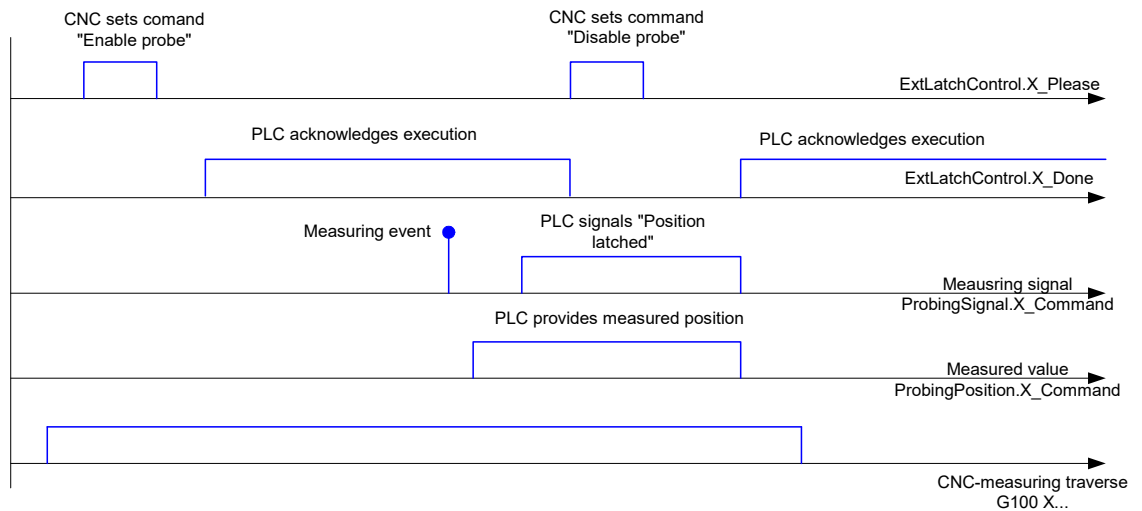 CNC sets comand
"Enable probe"
CNC sets command
"Disable probe"
ExtLatchControl.X_Please
PLC acknowledges execution
PLC acknowledges execution
ExtLatchControl.X_Done
Measuring event
PLC signals "Position
latched"
Meausring signal
ProbingSignal.X_Command
PLC provides measured position
Measured value
ProbingPosition.X_Command
CNC-measuring traverse
G100 X...